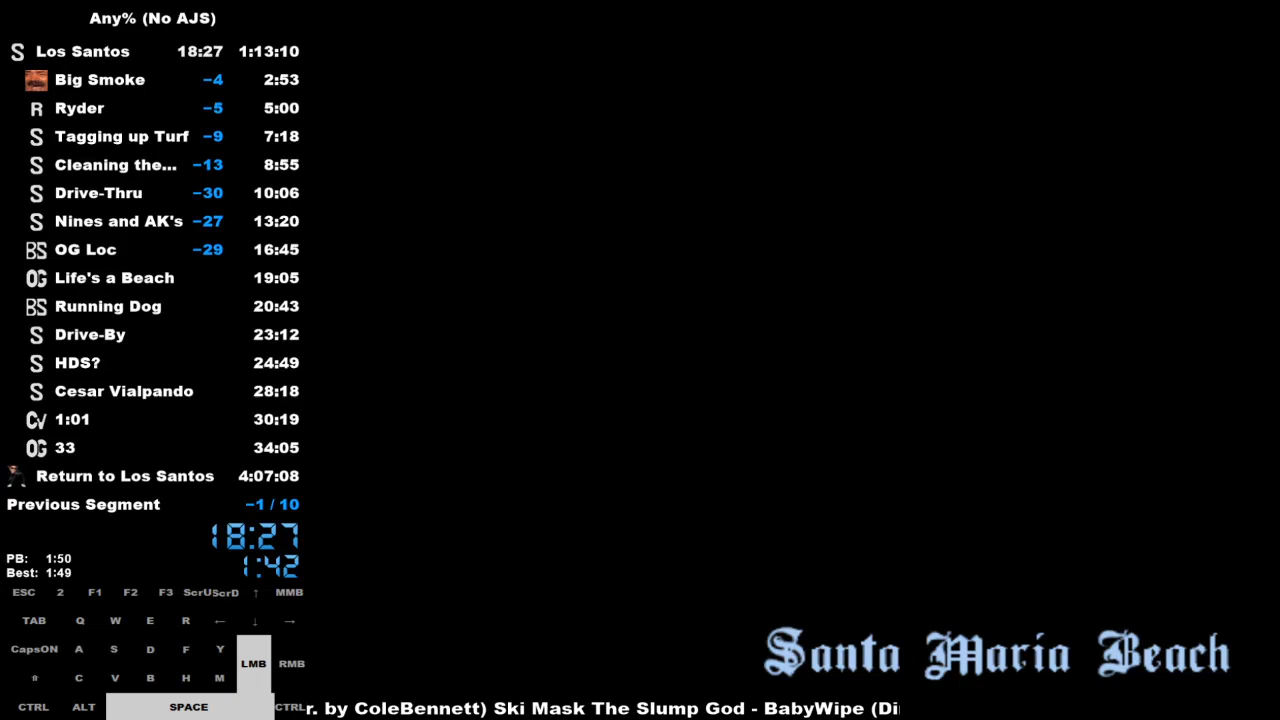 Any% (No AJS)
S Los Santos 18:27 1:13:10
Big Smoke −4 2:53
R Ryder −5 5:00
S Tagging up Turf −9 7:18
S Cleaning the... −13 8:55
S Drive-Thru −30 10:06
S Nines and AK's −27 13:20
BS OG Loc −29 16:45
OG Life's a Beach 19:05
BS Running Dog 20:43
S Drive-By 23:12
S HDS? 24:49
S Cesar Vialpando 28:18
CV 1:01 30:19
OG 33 34:05
Return to Los Santos 4:07:08
Previous Segment −1 / 10
18:27
PB: 1:50
Best: 1:49
1:42
ESC 2 F1 F2 F3 ScrU ScrD ↑ MMB
TAB Q W E R ← ↓ →
CapsON A S D F Y LMB RMB
⇧ C V B H M
CTRL ALT SPACE CTRL
Santa Maria Beach
r. by ColeBennett) Ski Mask The Slump God - BabyWipe (Di